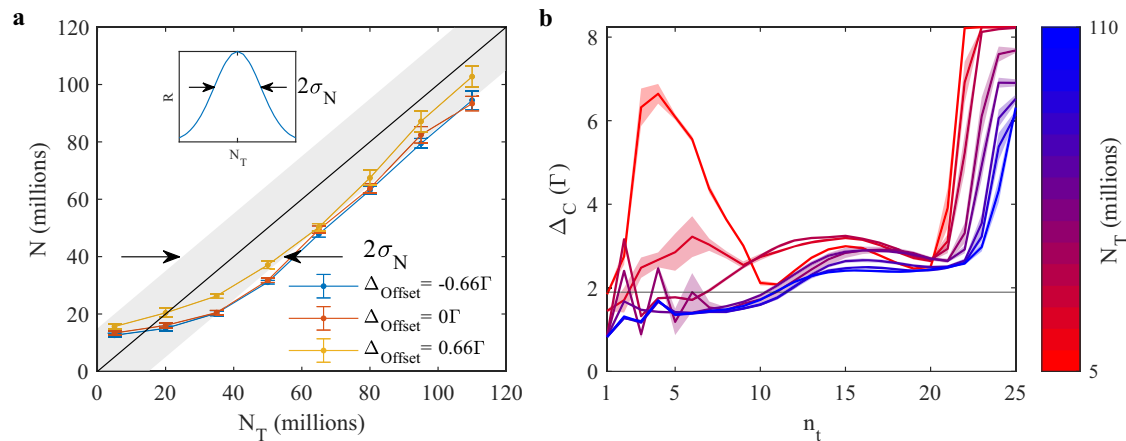 a
N (millions)
120
100
80
60
40
20
0
0 20 40 60 80 100 120
N_T (millions)
R
N_T
2σ_N
2σ_N
Δ_Offset = -0.66Γ
Δ_Offset = 0Γ
Δ_Offset = 0.66Γ
b
Δ_C (Γ)
8
6
4
2
0
1 5 10 15 20 25
n_t
110
N_T (millions)
5